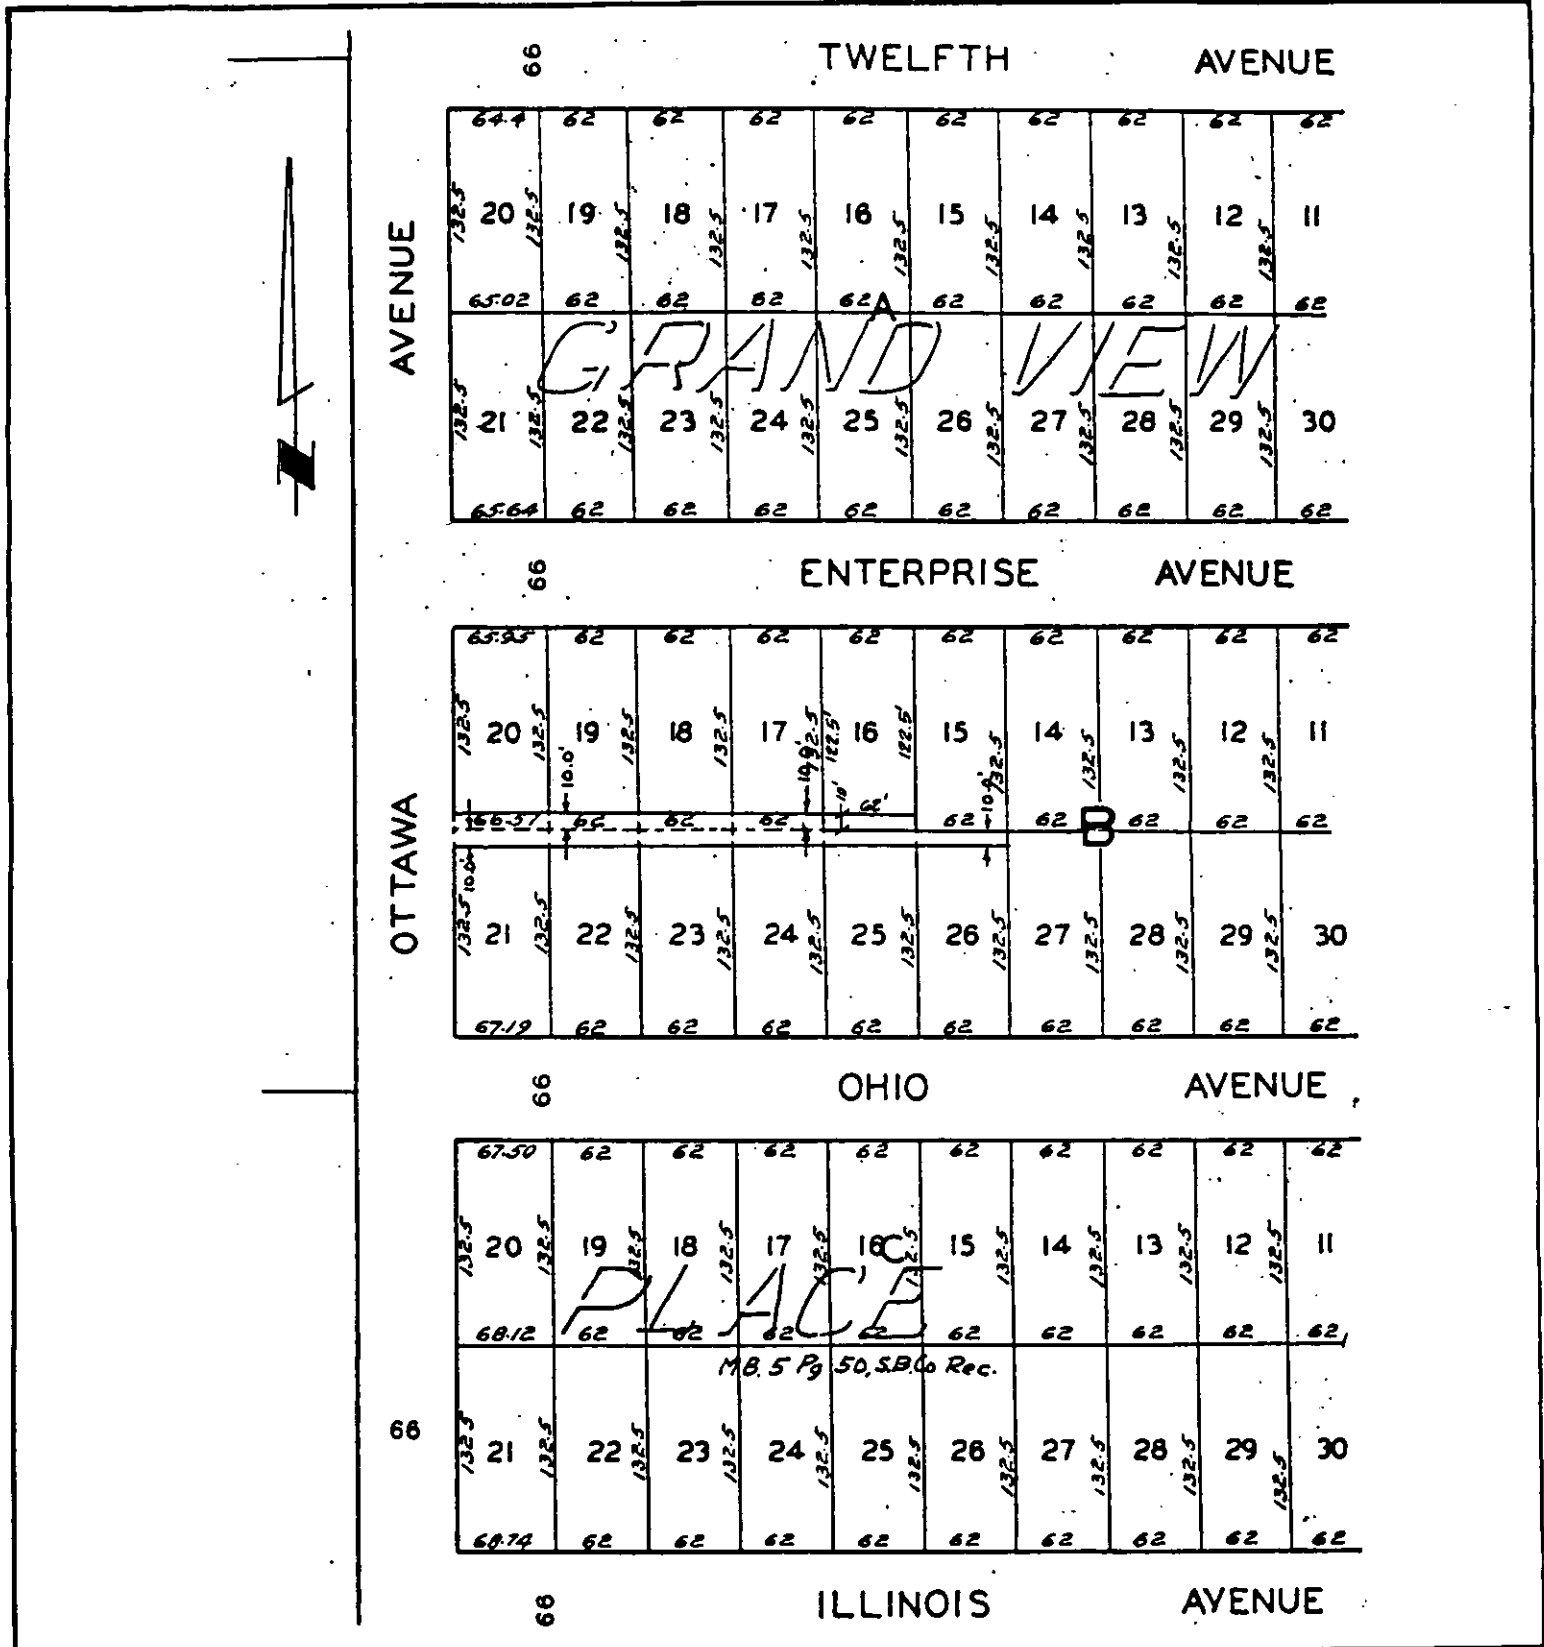 66 TWELFTH AVENUE
64.4 62 62 62 62 62 62 62 62 62
132.5 20 132.5 19 132.5 18 132.5 17 132.5 16 132.5 15 132.5 14 132.5 13 132.5 12 132.5 11
65.02 62 62 62 62 A 62 62 62 62 62
AVENUE
GRAND VIEW
132.5 21 132.5 22 132.5 23 132.5 24 132.5 25 132.5 26 132.5 27 132.5 28 132.5 29 132.5 30
65.64 62 62 62 62 62 62 62 62 62
N
66 ENTERPRISE AVENUE
65.95 62 62 62 62 62 62 62 62 62
132.5 20 132.5 19 132.5 18 132.5 17 132.5 122.5' 16 122.5' 15 132.5 14 132.5 13 132.5 12 132.5 11
10.0' 10.0' 10' 10.0'
66.57 62 62 62 62' 62 62 B 62 62 62
10.0'
OTTAWA
132.5 21 132.5 22 132.5 23 132.5 24 132.5 25 132.5 26 132.5 27 132.5 28 132.5 29 132.5 30
67.19 62 62 62 62 62 62 62 62 62
66 OHIO AVENUE
67.50 62 62 62 62 62 62 62 62 62
132.5 20 132.5 19 132.5 18 132.5 17 132.5 16 C 132.5 15 132.5 14 132.5 13 132.5 12 132.5 11
PLACE
68.12 62 62 62 62 62 62 62 62 62
M.B. 5 Pg 50, S.B. Co Rec.
66
132.5 21 132.5 22 132.5 23 132.5 24 132.5 25 132.5 26 132.5 27 132.5 28 132.5 29 132.5 30
68.74 62 62 62 62 62 62 62 62 62
66 ILLINOIS AVENUE